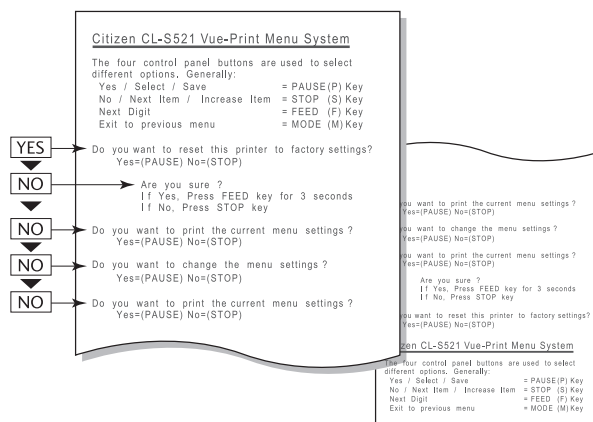 Citizen CL-S521 Vue-Print Menu System
The four control panel buttons are used to select
different options. Generally:
Yes / Select / Save = PAUSE(P) Key
No / Next Item / Increase Item = STOP (S) Key
Next Digit = FEED (F) Key
Exit to previous menu = MODE (M) Key
YES
Do you want to reset this printer to factory settings?
Yes=(PAUSE) No=(STOP)
NO
Are you sure ?
If Yes, Press FEED key for 3 seconds
If No, Press STOP key
NO
Do you want to print the current menu settings ?
Yes=(PAUSE) No=(STOP)
NO
Do you want to change the menu settings ?
Yes=(PAUSE) No=(STOP)
NO
Do you want to print the current menu settings ?
Yes=(PAUSE) No=(STOP)
you want to print the current menu settings ?
Yes=(PAUSE) No=(STOP)
you want to change the menu settings ?
Yes=(PAUSE) No=(STOP)
you want to print the current menu settings ?
Yes=(PAUSE) No=(STOP)
Are you sure ?
If Yes, Press FEED key for 3 seconds
If No, Press STOP key
you want to reset this printer to factory settings?
Yes=(PAUSE) No=(STOP)
zen CL-S521 Vue-Print Menu System
The four control panel buttons are used to select
different options. Generally:
Yes / Select / Save = PAUSE(P) Key
No / Next Item / Increase Item = STOP (S) Key
Next Digit = FEED (F) Key
Exit to previous menu = MODE (M) Key